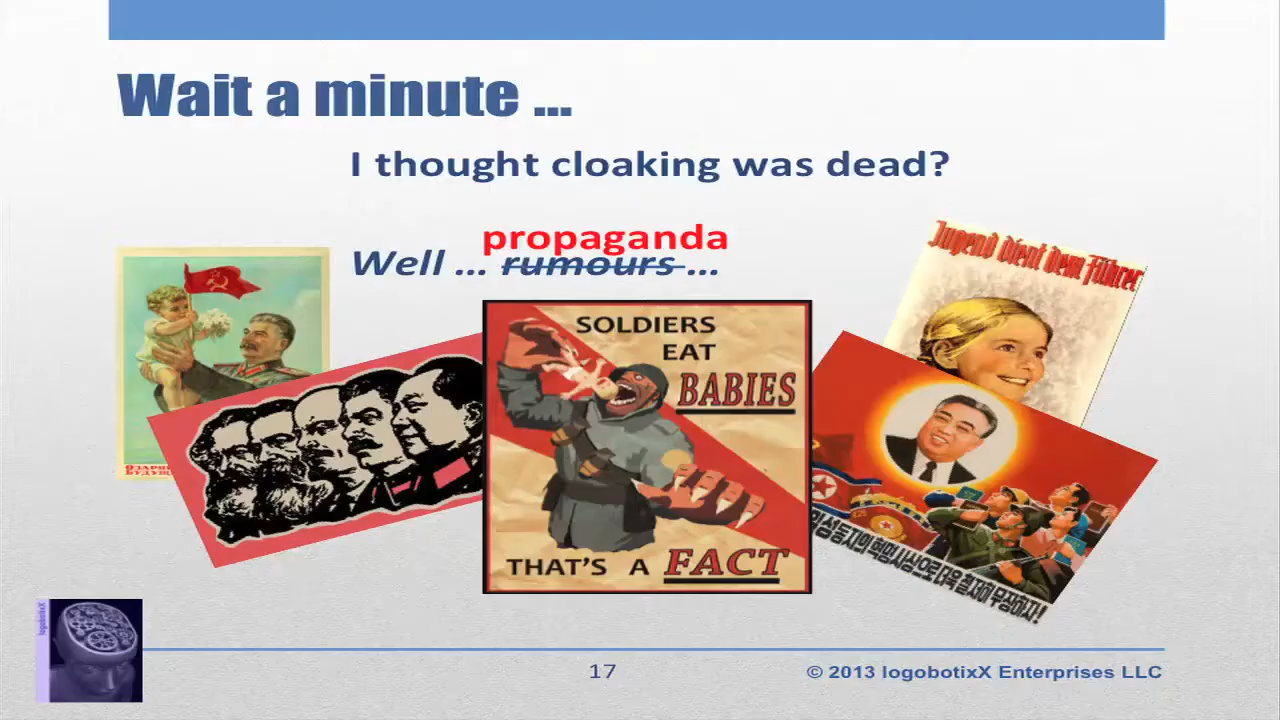 Wait a minute ...
I thought cloaking was dead?
propaganda
Well ... rumours ...
Jugend Dient dem Führer
SOLDIERS
EAT
BABIES
THAT'S A FACT
17
© 2013 logobotixX Enterprises LLC
logobotixX